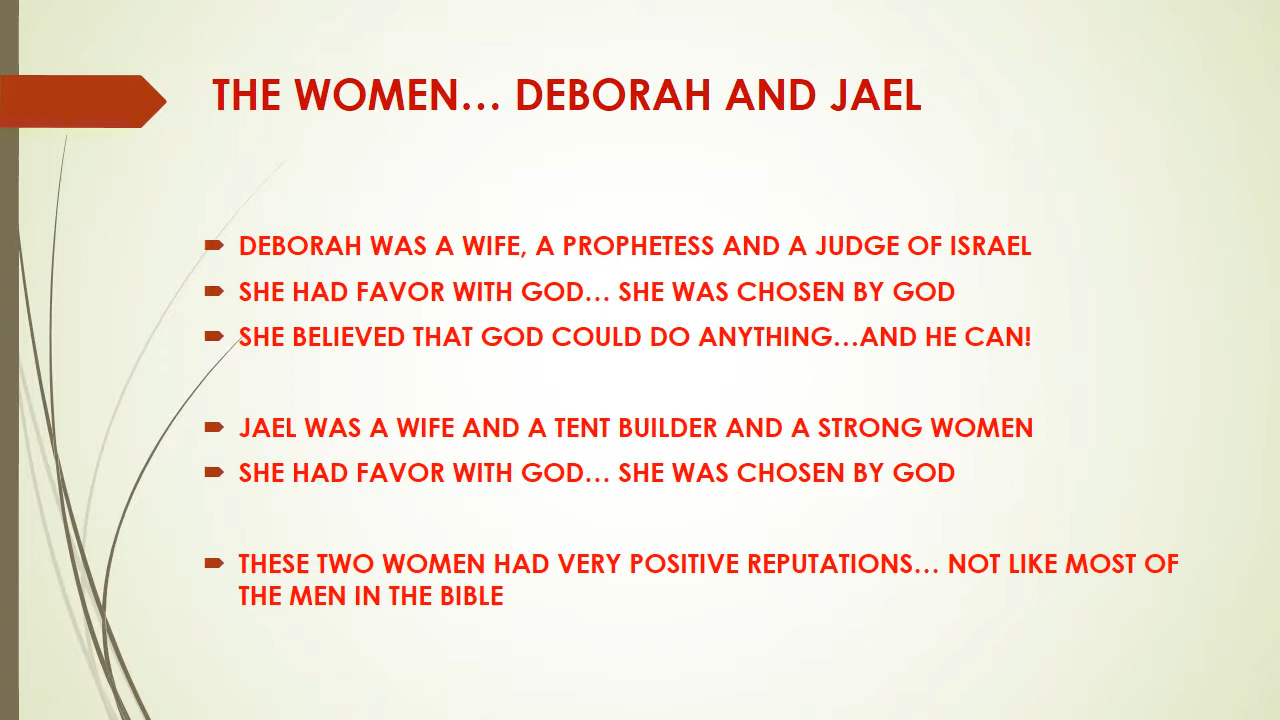 THE WOMEN... DEBORAH AND JAEL
DEBORAH WAS A WIFE, A PROPHETESS AND A JUDGE OF ISRAEL
SHE HAD FAVOR WITH GOD... SHE WAS CHOSEN BY GOD
SHE BELIEVED THAT GOD COULD DO ANYTHING...AND HE CAN!
JAEL WAS A WIFE AND A TENT BUILDER AND A STRONG WOMEN
SHE HAD FAVOR WITH GOD... SHE WAS CHOSEN BY GOD
THESE TWO WOMEN HAD VERY POSITIVE REPUTATIONS... NOT LIKE MOST OF
THE MEN IN THE BIBLE